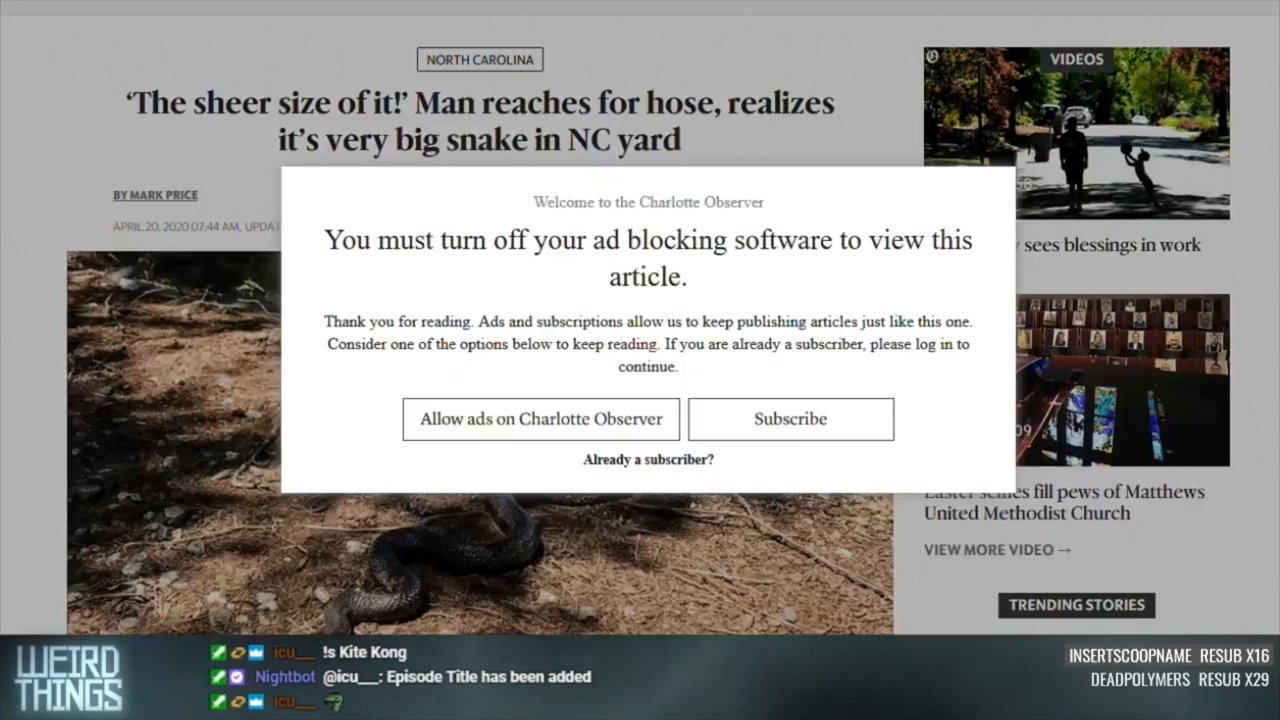 NORTH CAROLINA
‘The sheer size of it!’ Man reaches for hose, realizes
it’s very big snake in NC yard
BY MARK PRICE
APRIL 20, 2020 07:44 AM, UPDA
Welcome to the Charlotte Observer
You must turn off your ad blocking software to view this
article.
Thank you for reading. Ads and subscriptions allow us to keep publishing articles just like this one.
Consider one of the options below to keep reading. If you are already a subscriber, please log in to
continue.
Allow ads on Charlotte Observer
Subscribe
Already a subscriber?
VIDEOS
sees blessings in work
09
Easter selfies fill pews of Matthews
United Methodist Church
VIEW MORE VIDEO →
TRENDING STORIES
WEIRD
THINGS
icu__ !s Kite Kong
Nightbot @icu__: Episode Title has been added
icu__
INSERTSCOOPNAME RESUB X16
DEADPOLYMERS RESUB X29